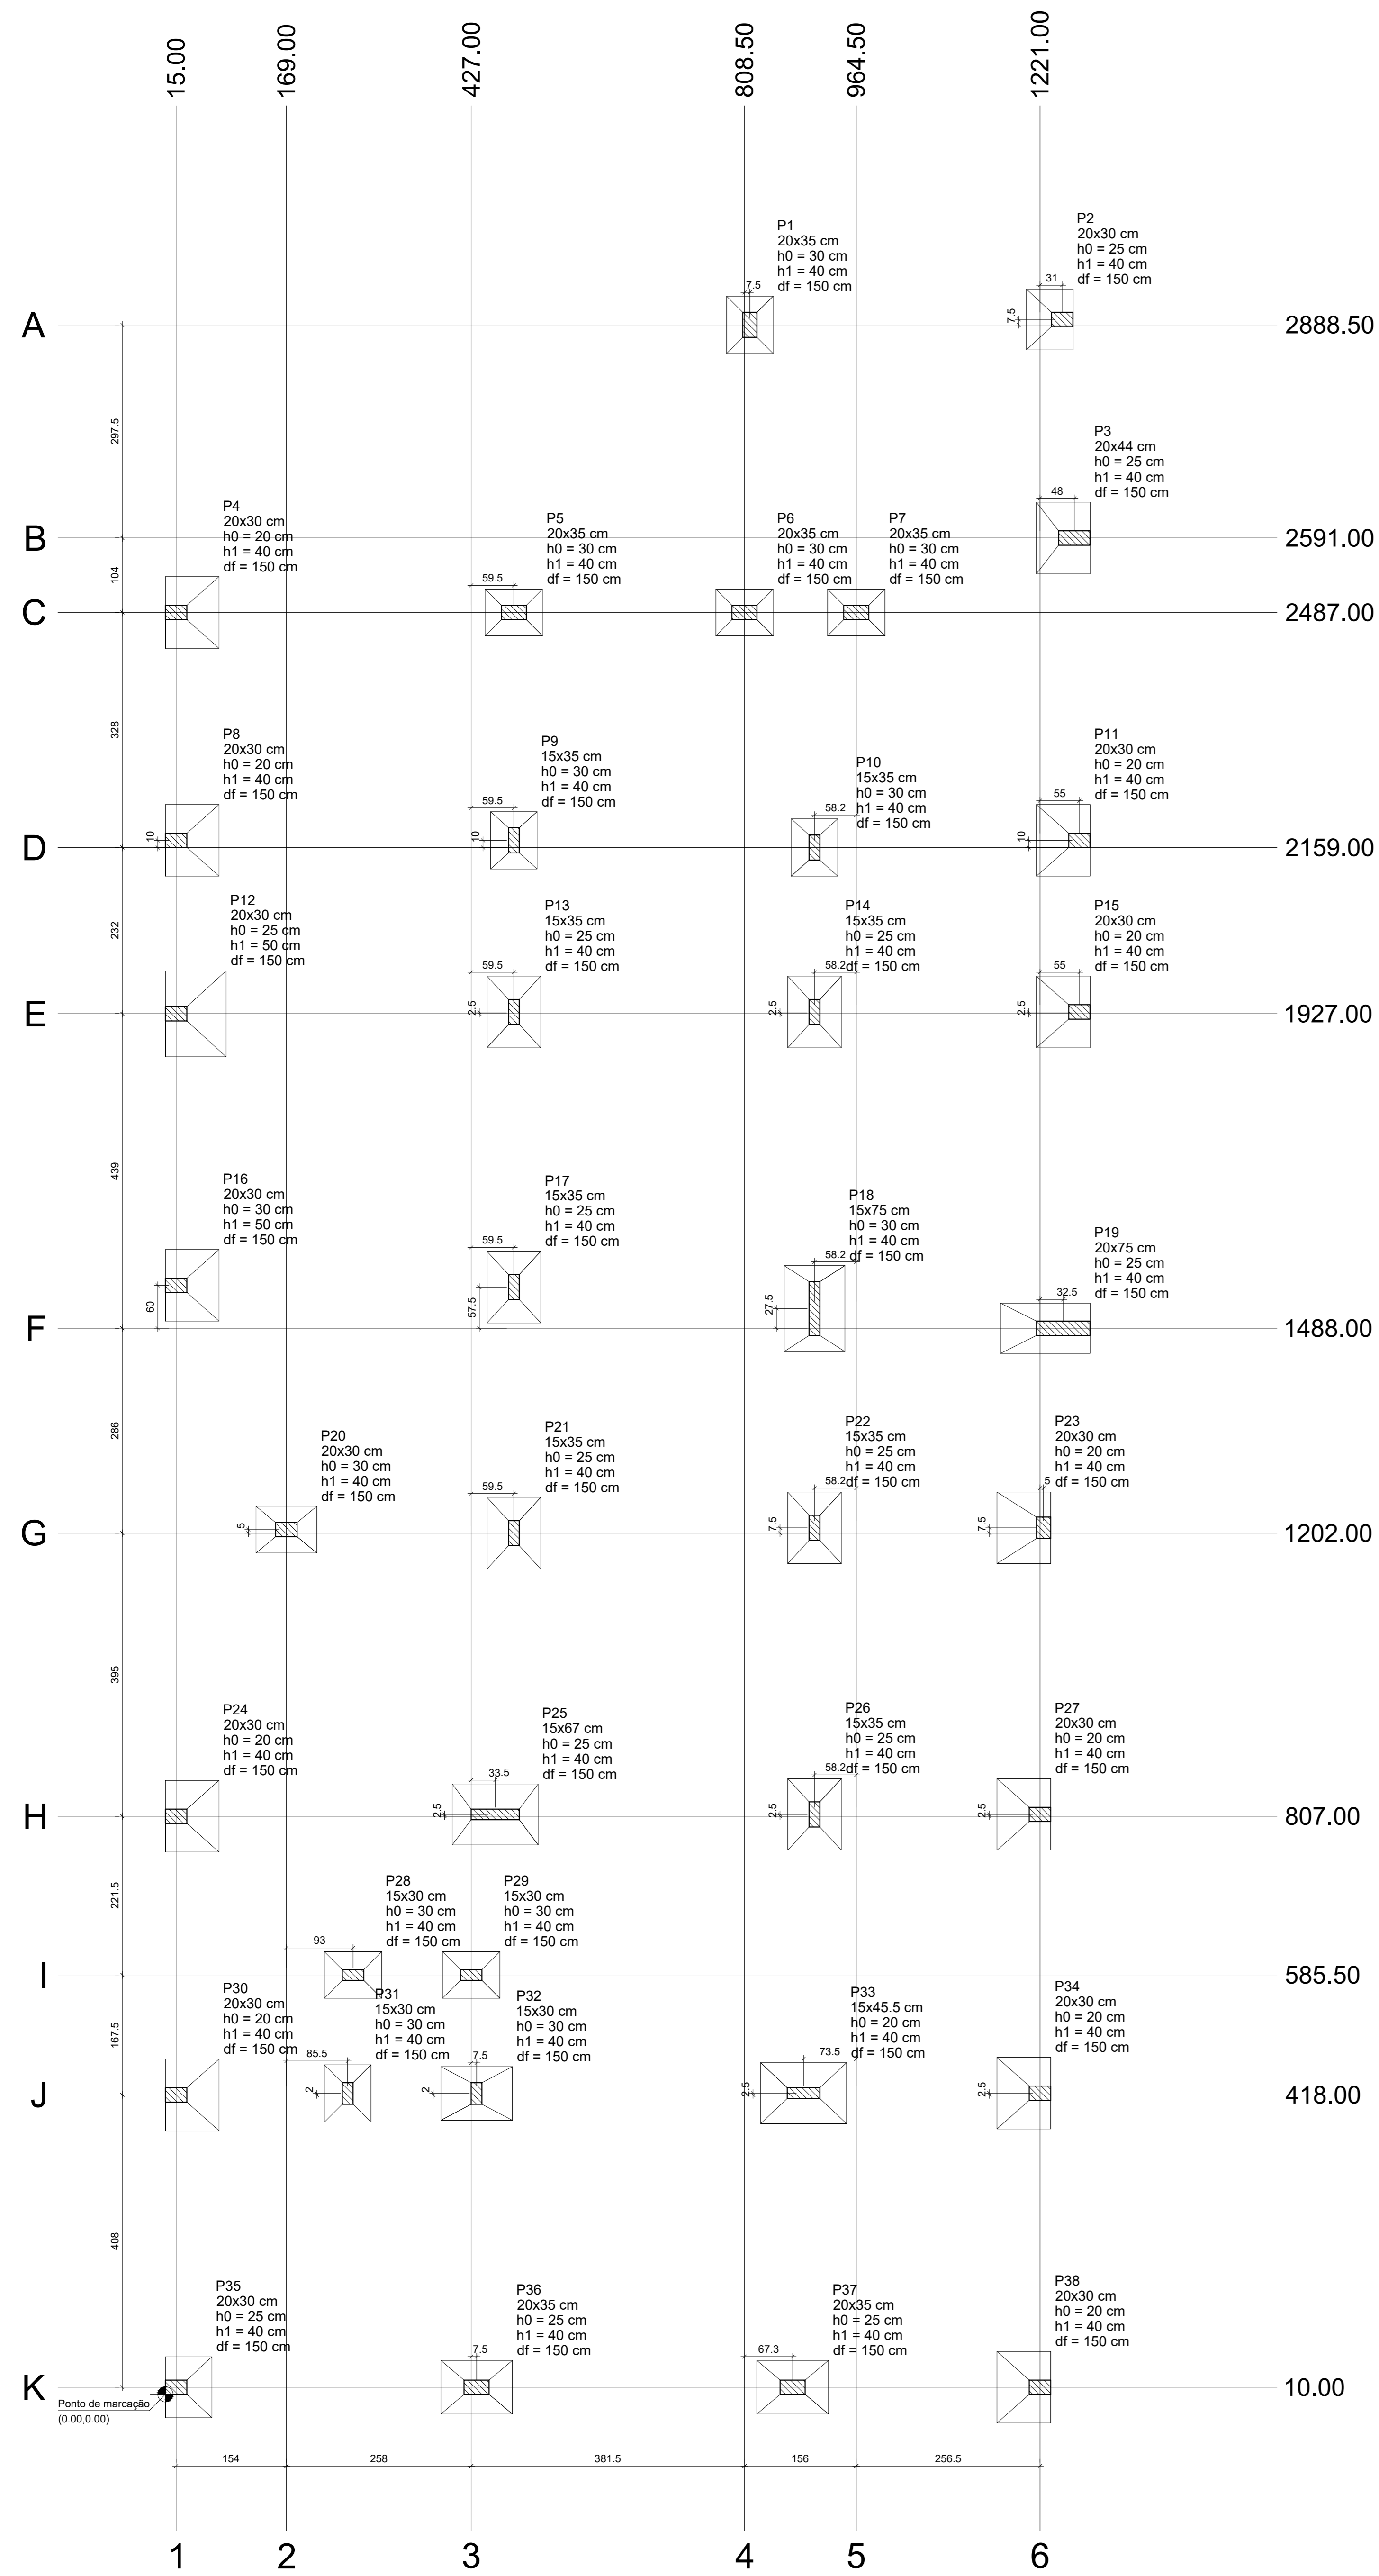 15.00
169.00
427.00
808.50
964.50
1221.00
P1
20x35 cm
h0 = 30 cm
h1 = 40 cm
df = 150 cm
7.5
P2
20x30 cm
h0 = 25 cm
h1 = 40 cm
df = 150 cm
31
7.5
A
2888.50
297.5
P3
20x44 cm
h0 = 25 cm
h1 = 40 cm
df = 150 cm
48
P4
20x30 cm
h0 = 20 cm
h1 = 40 cm
df = 150 cm
P5
20x35 cm
h0 = 30 cm
h1 = 40 cm
df = 150 cm
59.5
P6
20x35 cm
h0 = 30 cm
h1 = 40 cm
df = 150 cm
P7
20x35 cm
h0 = 30 cm
h1 = 40 cm
df = 150 cm
B
2591.00
104
C
2487.00
328
P8
20x30 cm
h0 = 20 cm
h1 = 40 cm
df = 150 cm
10
P9
15x35 cm
h0 = 30 cm
h1 = 40 cm
df = 150 cm
59.5
10
P10
15x35 cm
h0 = 30 cm
h1 = 40 cm
df = 150 cm
58.2
P11
20x30 cm
h0 = 20 cm
h1 = 40 cm
df = 150 cm
55
10
D
2159.00
232
P12
20x30 cm
h0 = 25 cm
h1 = 50 cm
df = 150 cm
P13
15x35 cm
h0 = 25 cm
h1 = 40 cm
df = 150 cm
59.5
2.5
P14
15x35 cm
h0 = 25 cm
h1 = 40 cm
df = 150 cm
58.2
2.5
P15
20x30 cm
h0 = 20 cm
h1 = 40 cm
df = 150 cm
55
2.5
E
1927.00
439
P16
20x30 cm
h0 = 30 cm
h1 = 50 cm
df = 150 cm
60
P17
15x35 cm
h0 = 25 cm
h1 = 40 cm
df = 150 cm
59.5
57.5
P18
15x75 cm
h0 = 30 cm
h1 = 40 cm
df = 150 cm
58.2
27.5
P19
20x75 cm
h0 = 25 cm
h1 = 40 cm
df = 150 cm
32.5
F
1488.00
286
P20
20x30 cm
h0 = 30 cm
h1 = 40 cm
df = 150 cm
5
P21
15x35 cm
h0 = 25 cm
h1 = 40 cm
df = 150 cm
59.5
P22
15x35 cm
h0 = 25 cm
h1 = 40 cm
df = 150 cm
58.2
7.5
P23
20x30 cm
h0 = 20 cm
h1 = 40 cm
df = 150 cm
5
7.5
G
1202.00
395
P24
20x30 cm
h0 = 20 cm
h1 = 40 cm
df = 150 cm
P25
15x67 cm
h0 = 25 cm
h1 = 40 cm
df = 150 cm
33.5
2.5
P26
15x35 cm
h0 = 25 cm
h1 = 40 cm
df = 150 cm
58.2
2.5
P27
20x30 cm
h0 = 20 cm
h1 = 40 cm
df = 150 cm
2.5
H
807.00
221.5
P28
15x30 cm
h0 = 30 cm
h1 = 40 cm
df = 150 cm
93
P29
15x30 cm
h0 = 30 cm
h1 = 40 cm
df = 150 cm
I
585.50
167.5
P30
20x30 cm
h0 = 20 cm
h1 = 40 cm
df = 150 cm
P31
15x30 cm
h0 = 30 cm
h1 = 40 cm
df = 150 cm
85.5
2
P32
15x30 cm
h0 = 30 cm
h1 = 40 cm
df = 150 cm
7.5
2
P33
15x45.5 cm
h0 = 20 cm
h1 = 40 cm
df = 150 cm
73.5
2.5
P34
20x30 cm
h0 = 20 cm
h1 = 40 cm
df = 150 cm
2.5
J
418.00
408
P35
20x30 cm
h0 = 25 cm
h1 = 40 cm
df = 150 cm
P36
20x35 cm
h0 = 25 cm
h1 = 40 cm
df = 150 cm
7.5
P37
20x35 cm
h0 = 25 cm
h1 = 40 cm
df = 150 cm
67.3
P38
20x30 cm
h0 = 20 cm
h1 = 40 cm
df = 150 cm
K
10.00
Ponto de marcação
(0.00,0.00)
154
258
381.5
156
256.5
1
2
3
4
5
6